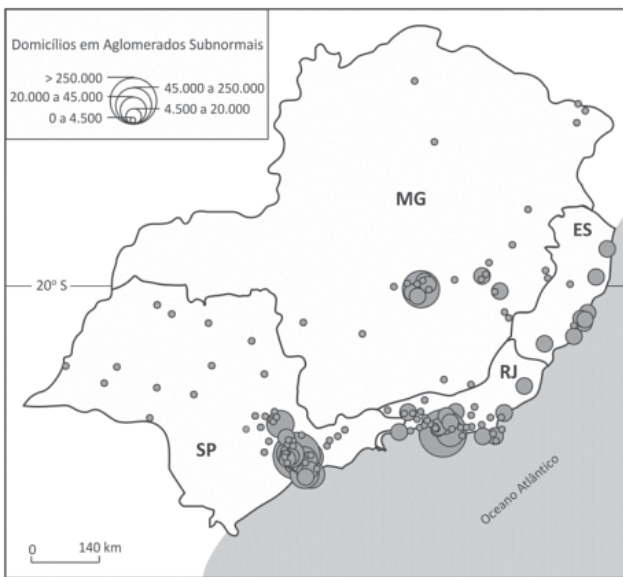 Domicílios em Aglomerados Subnormais
> 250.000
45.000 a 250.000
20.000 a 45.000
4.500 a 20.000
0 a 4.500
MG
ES
20º S
RJ
SP
Oceano Atlântico
0 140 km